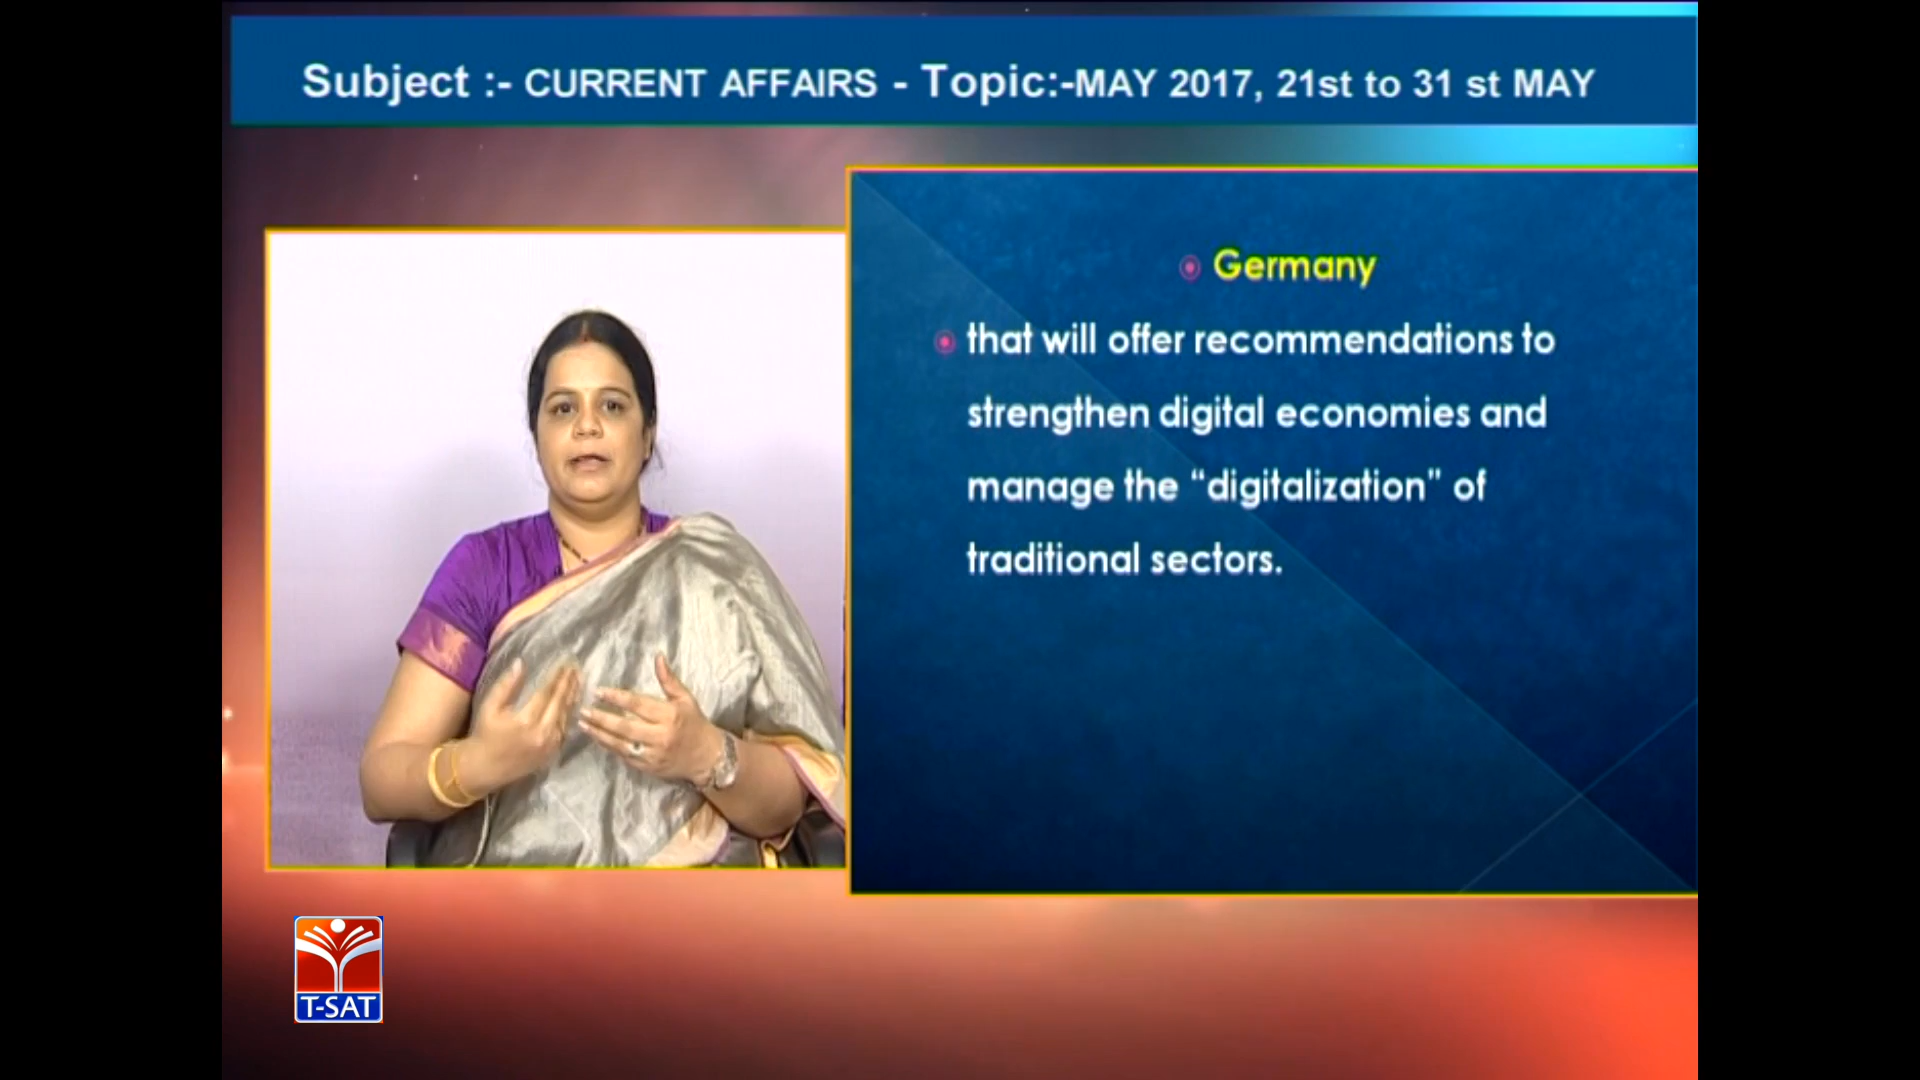 Subject :- CURRENT AFFAIRS - Topic:-MAY 2017, 21st to 31 st MAY
Germany
that will offer recommendations to
strengthen digital economies and
manage the “digitalization” of
traditional sectors.
T-SAT